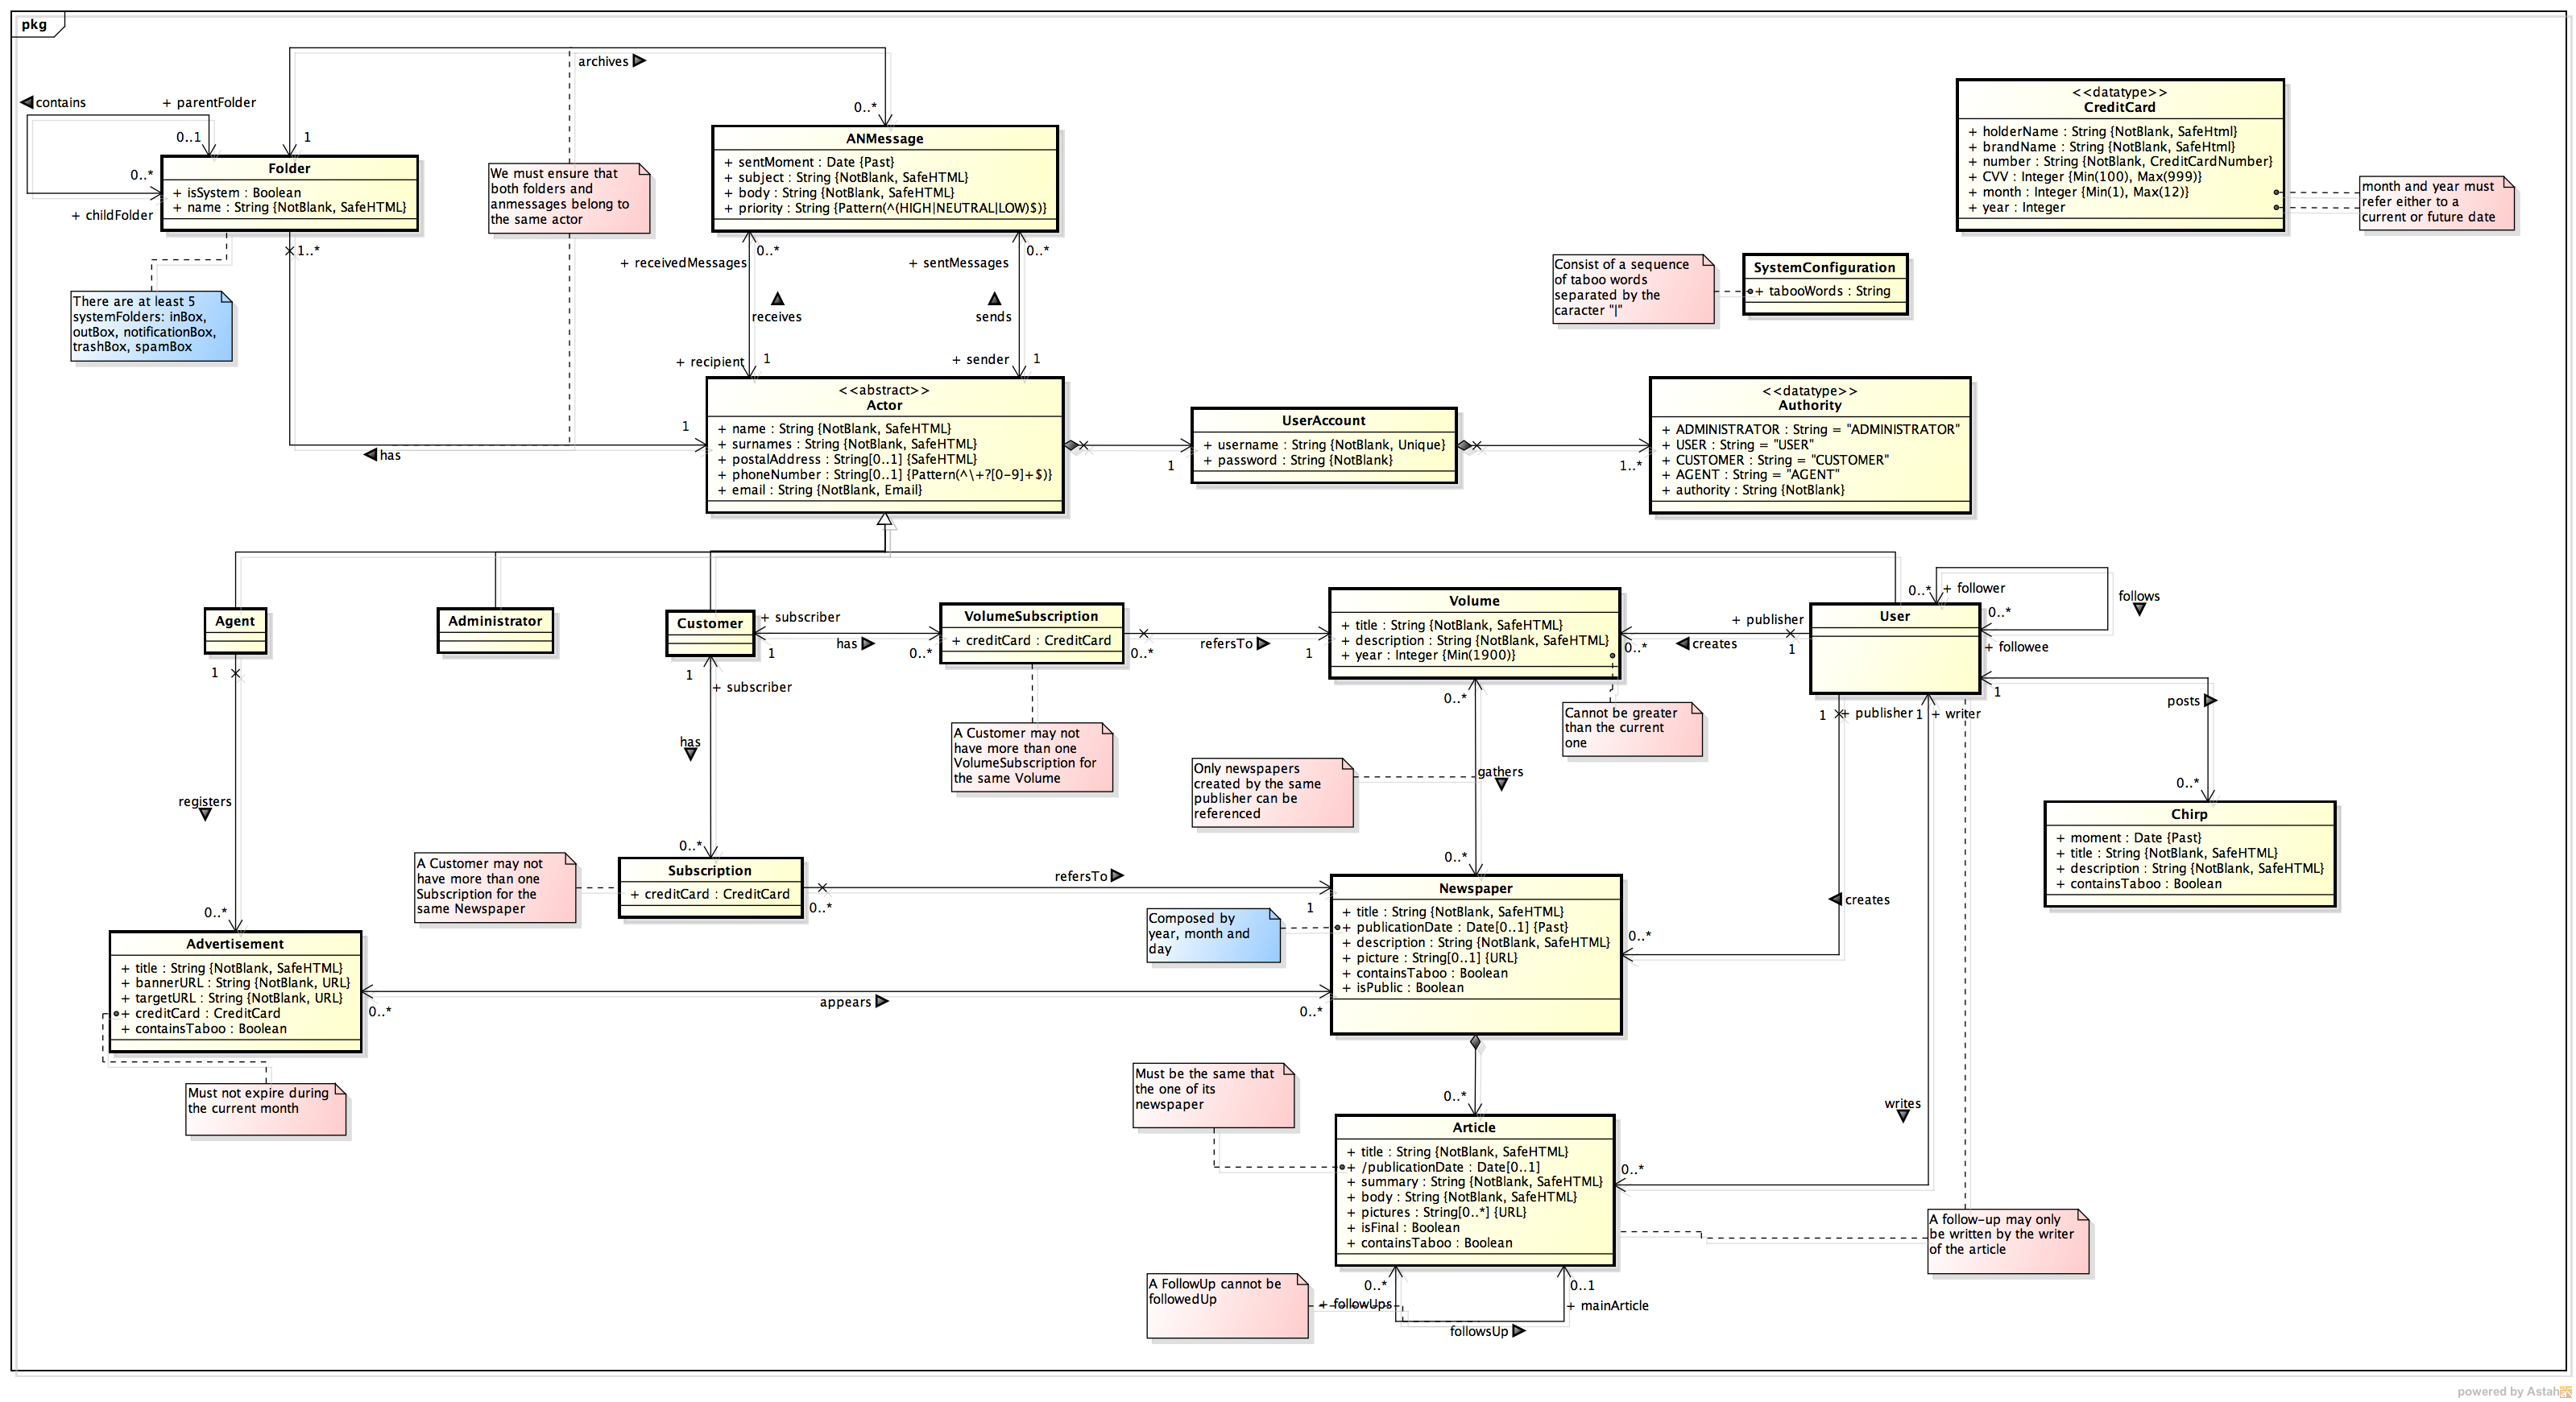 pkg
archives
contains
+ parentFolder
0..1
1
0..*
+ childFolder
Folder
+ isSystem : Boolean
+ name : String {NotBlank, SafeHTML}
1..*
There are at least 5
systemFolders: inBox,
outBox, notificationBox,
trashBox, spamBox
We must ensure that
both folders and
anmessages belong to
the same actor
0..*
ANMessage
+ sentMoment : Date {Past}
+ subject : String {NotBlank, SafeHTML}
+ body : String {NotBlank, SafeHTML}
+ priority : String {Pattern(^(HIGH|NEUTRAL|LOW)$)}
0..*
0..*
+ receivedMessages
+ sentMessages
receives
sends
+ recipient
1
+ sender
1
<<datatype>>
CreditCard
+ holderName : String {NotBlank, SafeHtml}
+ brandName : String {NotBlank, SafeHtml}
+ number : String {NotBlank, CreditCardNumber}
+ CVV : Integer {Min(100), Max(999)}
+ month : Integer {Min(1), Max(12)}
+ year : Integer
month and year must
refer either to a
current or future date
Consist of a sequence
of taboo words
separated by the
caracter "|"
SystemConfiguration
+ tabooWords : String
1
has
<<abstract>>
Actor
+ name : String {NotBlank, SafeHTML}
+ surnames : String {NotBlank, SafeHTML}
+ postalAddress : String[0..1] {SafeHTML}
+ phoneNumber : String[0..1] {Pattern(^\+?[0-9]+$)}
+ email : String {NotBlank, Email}
1
UserAccount
+ username : String {NotBlank, Unique}
+ password : String {NotBlank}
1..*
<<datatype>>
Authority
+ ADMINISTRATOR : String = "ADMINISTRATOR"
+ USER : String = "USER"
+ CUSTOMER : String = "CUSTOMER"
+ AGENT : String = "AGENT"
+ authority : String {NotBlank}
Agent
Administrator
Customer
+ subscriber
1
has
0..*
VolumeSubscription
+ creditCard : CreditCard
0..*
refersTo
1
Volume
+ title : String {NotBlank, SafeHTML}
+ description : String {NotBlank, SafeHTML}
+ year : Integer {Min(1900)}
0..*
+ publisher
creates
1
User
0..*
+ follower
0..*
follows
+ followee
1
posts
0..*
1
1
+ subscriber
has
A Customer may not
have more than one
VolumeSubscription for
the same Volume
0..*
Cannot be greater
than the current
one
1
+ publisher
1
+ writer
Only newspapers
created by the same
publisher can be
referenced
gathers
registers
Chirp
+ moment : Date {Past}
+ title : String {NotBlank, SafeHTML}
+ description : String {NotBlank, SafeHTML}
+ containsTaboo : Boolean
0..*
0..*
A Customer may not
have more than one
Subscription for the
same Newspaper
Subscription
+ creditCard : CreditCard
0..*
refersTo
1
Newspaper
+ title : String {NotBlank, SafeHTML}
+ publicationDate : Date[0..1] {Past}
+ description : String {NotBlank, SafeHTML}
+ picture : String[0..1] {URL}
+ containsTaboo : Boolean
+ isPublic : Boolean
Composed by
year, month and
day
creates
0..*
0..*
Advertisement
+ title : String {NotBlank, SafeHTML}
+ bannerURL : String {NotBlank, URL}
+ targetURL : String {NotBlank, URL}
+ creditCard : CreditCard
+ containsTaboo : Boolean
0..*
appears
0..*
Must not expire during
the current month
Must be the same that
the one of its
newspaper
0..*
writes
Article
+ title : String {NotBlank, SafeHTML}
+ /publicationDate : Date[0..1]
+ summary : String {NotBlank, SafeHTML}
+ body : String {NotBlank, SafeHTML}
+ pictures : String[0..*] {URL}
+ isFinal : Boolean
+ containsTaboo : Boolean
0..*
A follow-up may only
be written by the writer
of the article
A FollowUp cannot be
followedUp
0..*
0..1
+ followUps
+ mainArticle
followsUp
powered by Astah